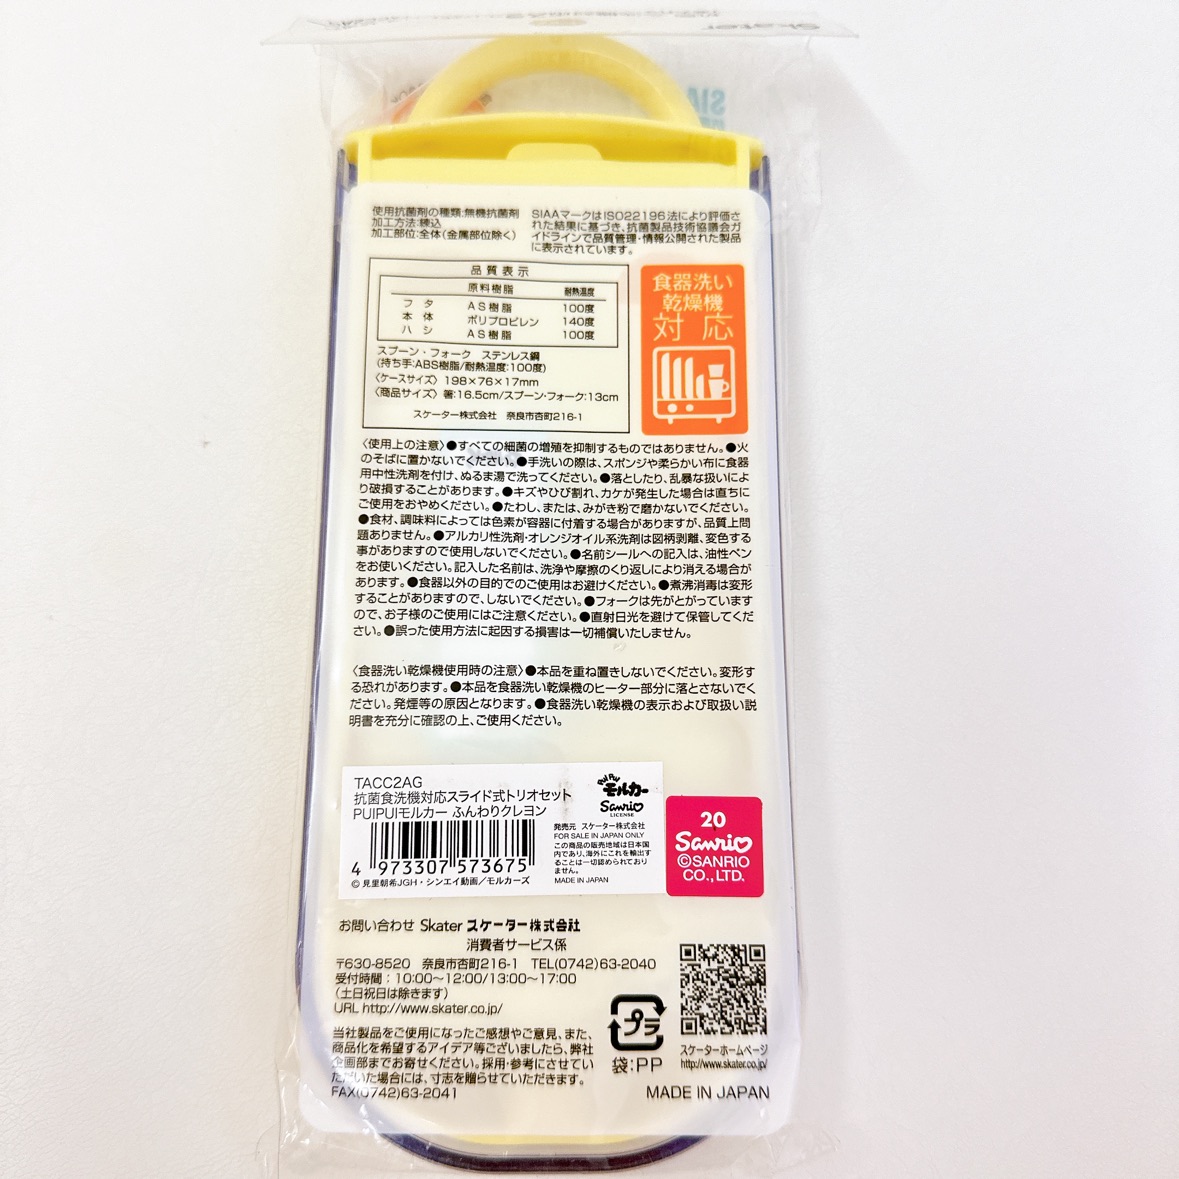 Skater
使用抗菌剤の種類:無機抗菌剤
加工方法:練込
加工部位:全体(金属部位除く)
SIAAマークはISO22196法により評価さ
れた結果に基づき、抗菌製品技術協議会ガ
イドラインで品質管理・情報公開された製品
に表示されています。
品質表示
原料樹脂 耐熱温度
フタ AS樹脂 100度
本体 ポリプロピレン 140度
ハシ AS樹脂 100度
スプーン・フォーク ステンレス鋼
(持ち手:ABS樹脂/耐熱温度:100度)
〈ケースサイズ〉198×76×17mm
〈商品サイズ〉箸:16.5cm/スプーン・フォーク:13cm
スケーター株式会社 奈良市杏町216-1
食器洗い
乾燥機
対応
〈使用上の注意〉●すべての細菌の増殖を抑制するものではありません。●火
のそばに置かないでください。●手洗いの際は、スポンジや柔らかい布に食器
用中性洗剤を付け、ぬるま湯で洗ってください。●落としたり、乱暴な扱いによ
り破損することがあります。●キズやひび割れ、カケが発生した場合は直ちに
ご使用をおやめください。●たわし、または、みがき粉で磨かないでください。
●食材、調味料によっては色素が容器に付着する場合がありますが、品質上問
題ありません。●アルカリ性洗剤・オレンジオイル系洗剤は図柄剥離、変色する
事がありますので使用しないでください。●名前シールへの記入は、油性ペン
をお使いください。記入した名前は、洗浄や摩擦のくり返しにより消える場合が
あります。●食器以外の目的でのご使用はお避けください。●煮沸消毒は変形
することがありますので、しないでください。●フォークは先がとがっています
ので、お子様のご使用にはご注意ください。●直射日光を避けて保管してくだ
さい。●誤った使用方法に起因する損害は一切補償いたしません。
〈食器洗い乾燥機使用時の注意〉●本品を重ね置きしないでください。変形す
る恐れがあります。●本品を食器洗い乾燥機のヒーター部分に落とさないでく
ださい。発煙等の原因となります。●食器洗い乾燥機の表示および取扱い説
明書を充分に確認の上、ご使用ください。
TACC2AG
抗菌食洗機対応スライド式トリオセット
PUIPUIモルカー ふんわりクレヨン
4 973307 573675
©見里朝希JGH・シンエイ動画/モルカーズ
PUI PUI
モルカー
Sanrio
LICENSE
発売元 スケーター株式会社
FOR SALE IN JAPAN ONLY
この商品の販売地域は日本国
内であり、海外にこれを輸出す
ることは一切認められておりま
せん。
MADE IN JAPAN
20
Sanrio
©SANRIO
CO.,LTD.
お問い合わせ Skater スケーター株式会社
消費者サービス係
〒630-8520 奈良市杏町216-1 TEL(0742)63-2040
受付時間:10:00〜12:00/13:00〜17:00
(土日祝日は除きます)
URL http://www.skater.co.jp/
当社製品をご使用になったご感想やご意見、また、
商品化を希望するアイデア等ございましたら、弊社
企画部までお寄せください。採用・参考にさせてい
ただいた場合には、寸志を贈らせていただきます。
FAX(0742)63-2041
プラ
袋:PP
スケーターホームページ
http://www.skater.co.jp/
MADE IN JAPAN